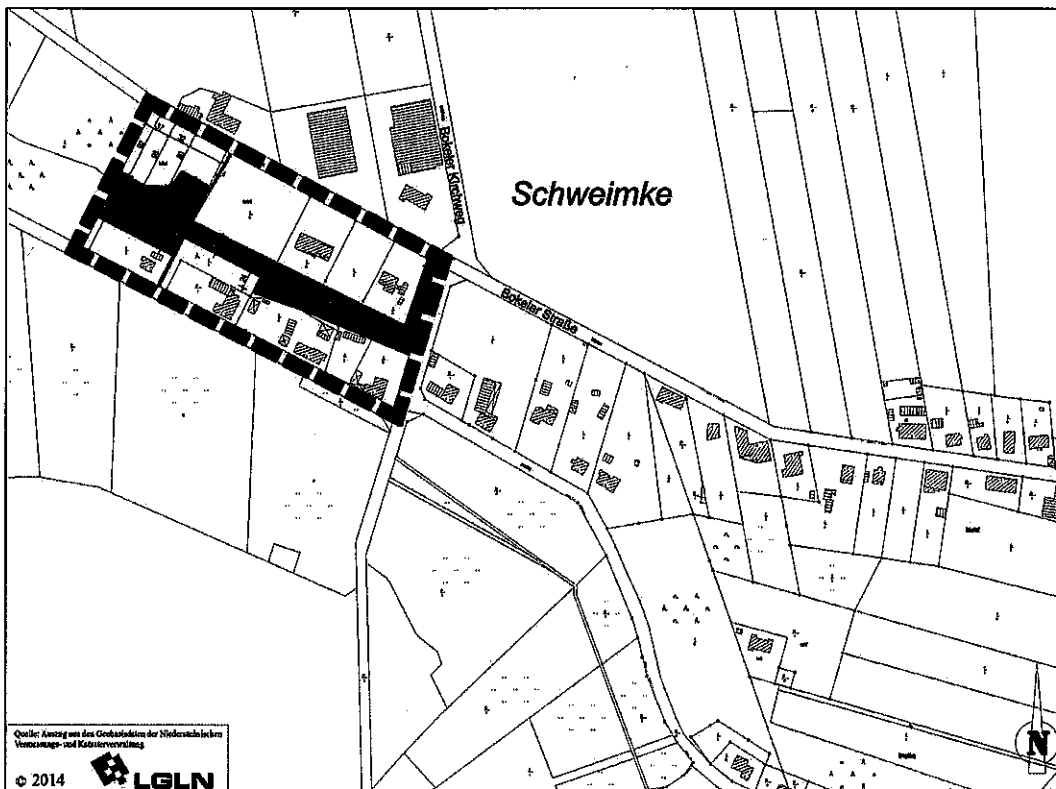 Schweimke
Bokeler Kirchweg
Bokeler Straße
N
Quelle: Auszug aus den Geobasisdaten der Niedersächsischen
Vermessungs- und Katasterverwaltung
© 2014
LGLN